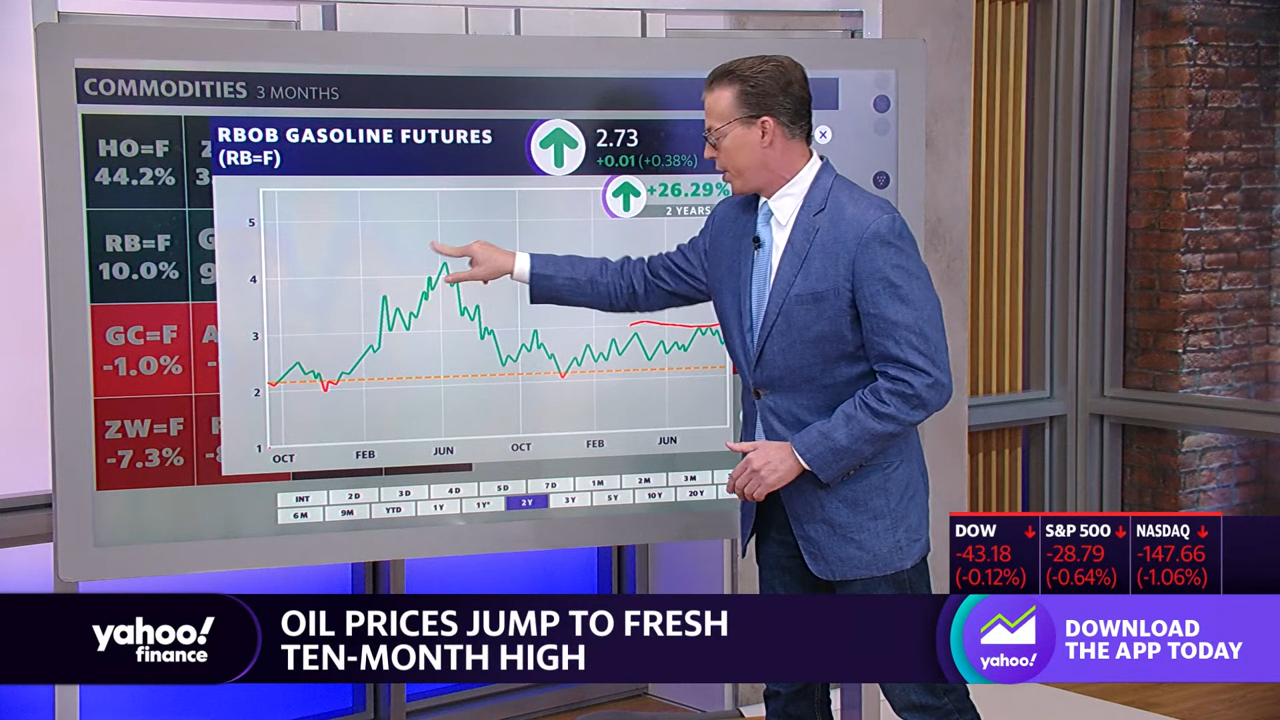 COMMODITIES 3 MONTHS
HO=F
44.2%
Z
3
RB=F
10.0%
G
9
GC=F
-1.0%
A
-
ZW=F
-7.3%
-8
RBOB GASOLINE FUTURES
(RB=F)
2.73
+0.01 (+0.38%)
X
+26.29%
2 YEARS
5
4
3
2
1
OCT
FEB
JUN
OCT
FEB
JUN
INT 2D 3D 4D 5D 7D 1M 2M 3M
6M 9M YTD 1Y 1Y* 2Y 3Y 5Y 10Y 20Y
DOW S&P 500 NASDAQ
-43.18 -28.79 -147.66
(-0.12%) (-0.64%) (-1.06%)
yahoo!
finance
OIL PRICES JUMP TO FRESH
TEN-MONTH HIGH
yahoo!
DOWNLOAD
THE APP TODAY